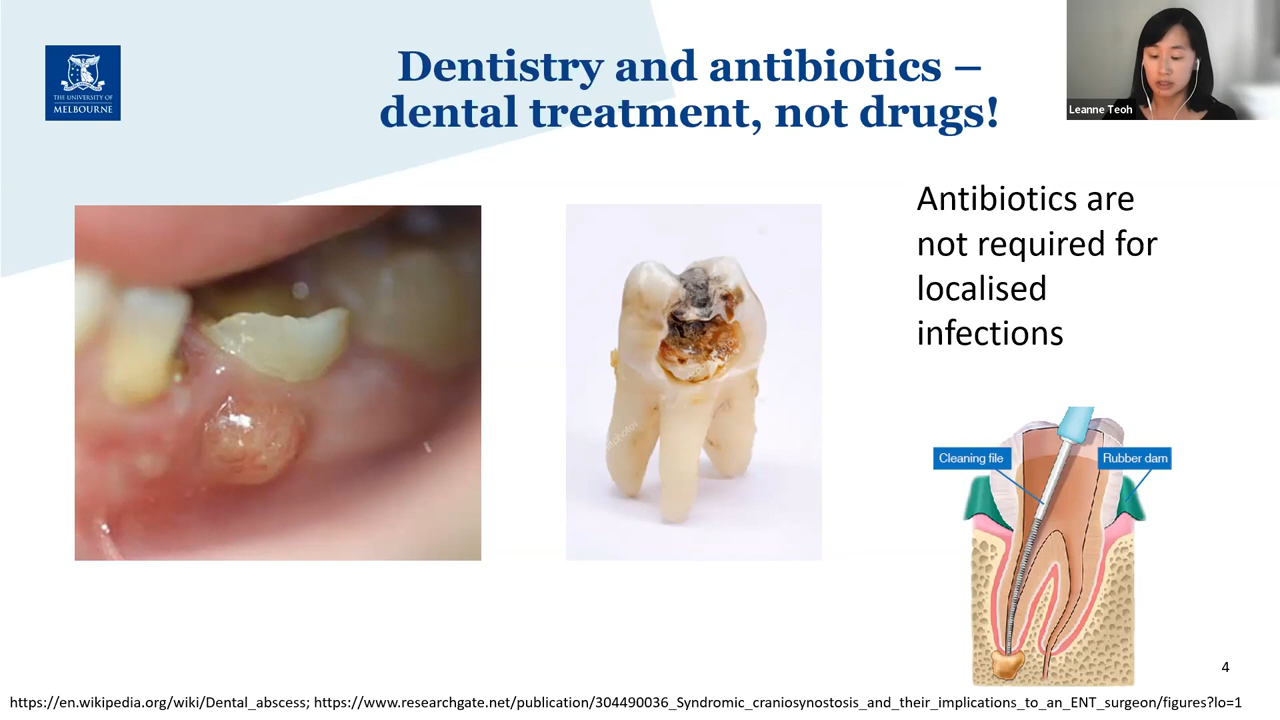 THE UNIVERSITY OF
MELBOURNE
Dentistry and antibiotics –
dental treatment, not drugs!
Leanne Teoh
Antibiotics are
not required for
localised
infections
Cleaning file
Rubber dam
4
https://en.wikipedia.org/wiki/Dental_abscess; https://www.researchgate.net/publication/304490036_Syndromic_craniosynostosis_and_their_implications_to_an_ENT_surgeon/figures?lo=1